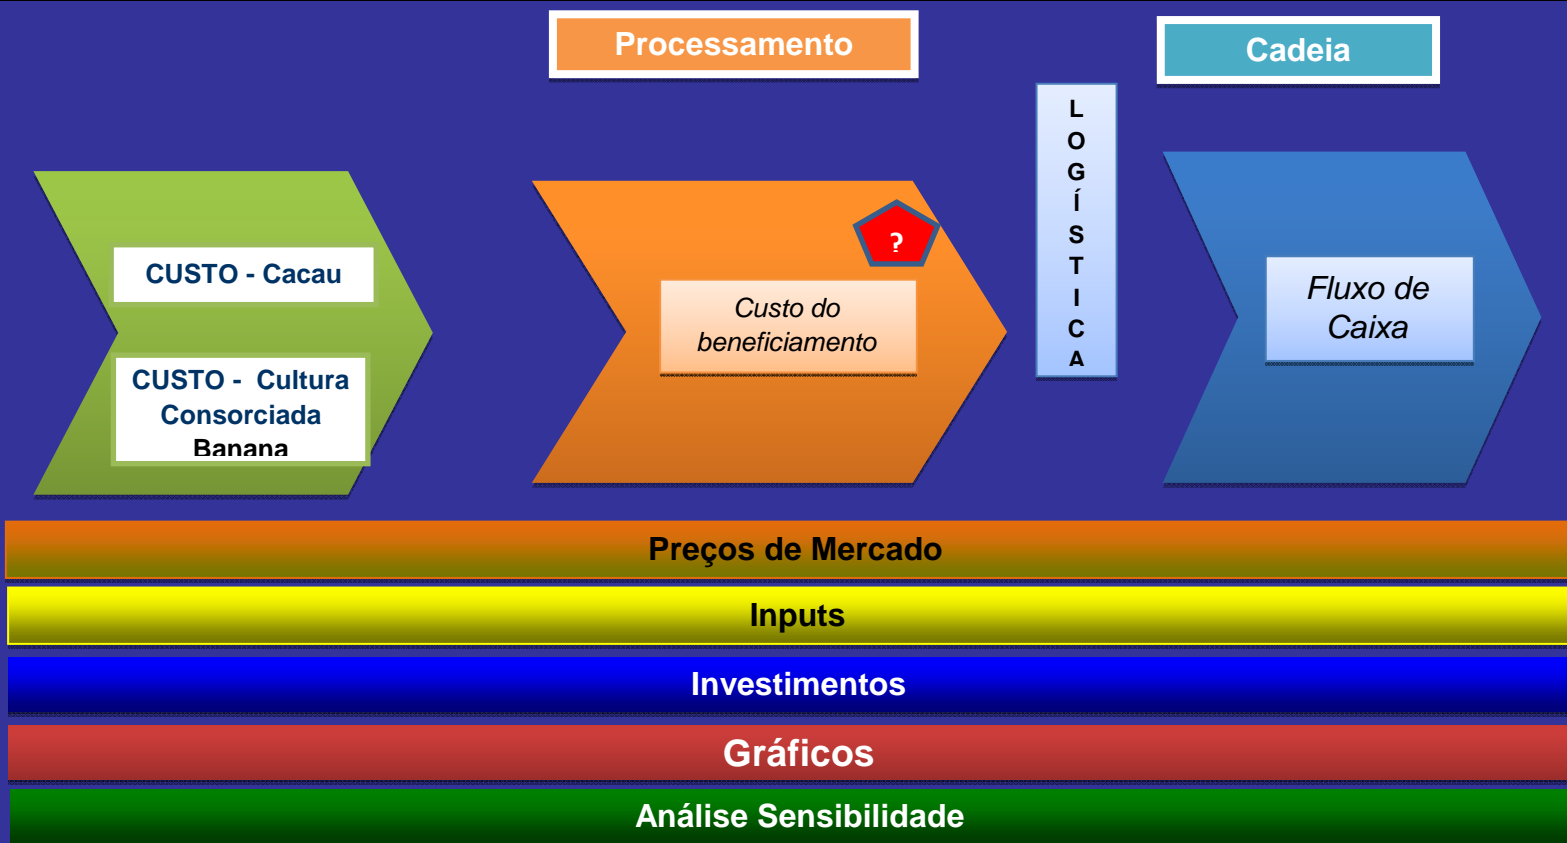 Processamento
Cadeia
L
O
G
Í
S
T
I
C
A
CUSTO - Cacau
CUSTO - Cultura
Consorciada
Banana
?
Custo do
beneficiamento
Fluxo de
Caixa
Preços de Mercado
Inputs
Investimentos
Gráficos
Análise Sensibilidade